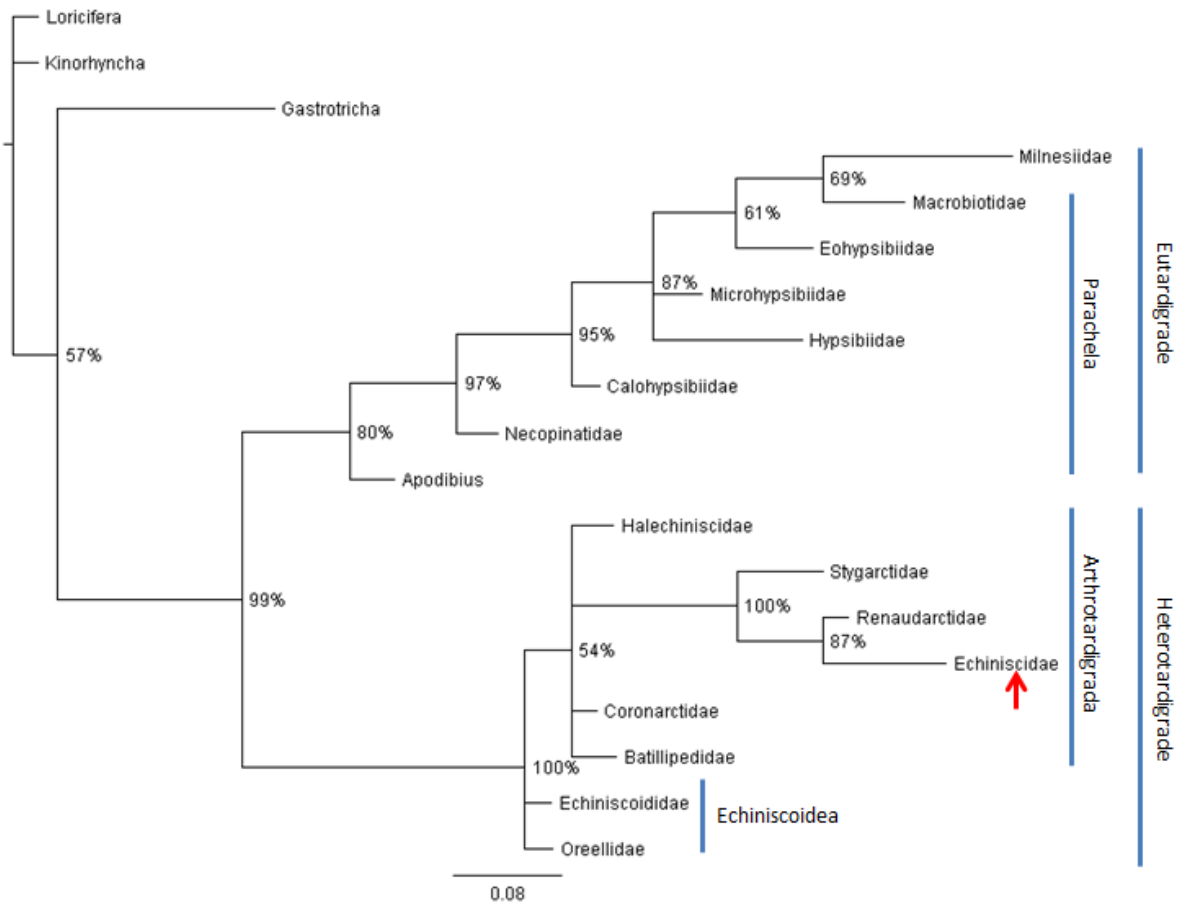 Loricifera
Kinorhyncha
Gastrotricha
Milnesiidae
69%
Macrobiotidae
61%
Eohypsibiidae
87%
Microhypsibiidae
Hypsibiidae
95%
Calohypsibiidae
97%
Necopinatidae
80%
Apodibius
57%
Parachela
Eutardigrade
Halechiniscidae
Stygarctidae
100%
Renaudarctidae
87%
Echiniscidae
54%
Coronarctidae
Batillipedidae
99%
100%
Echiniscoididae
Echiniscoidea
Oreellidae
Arthrotardigrada
Heterotardigrade
0.08